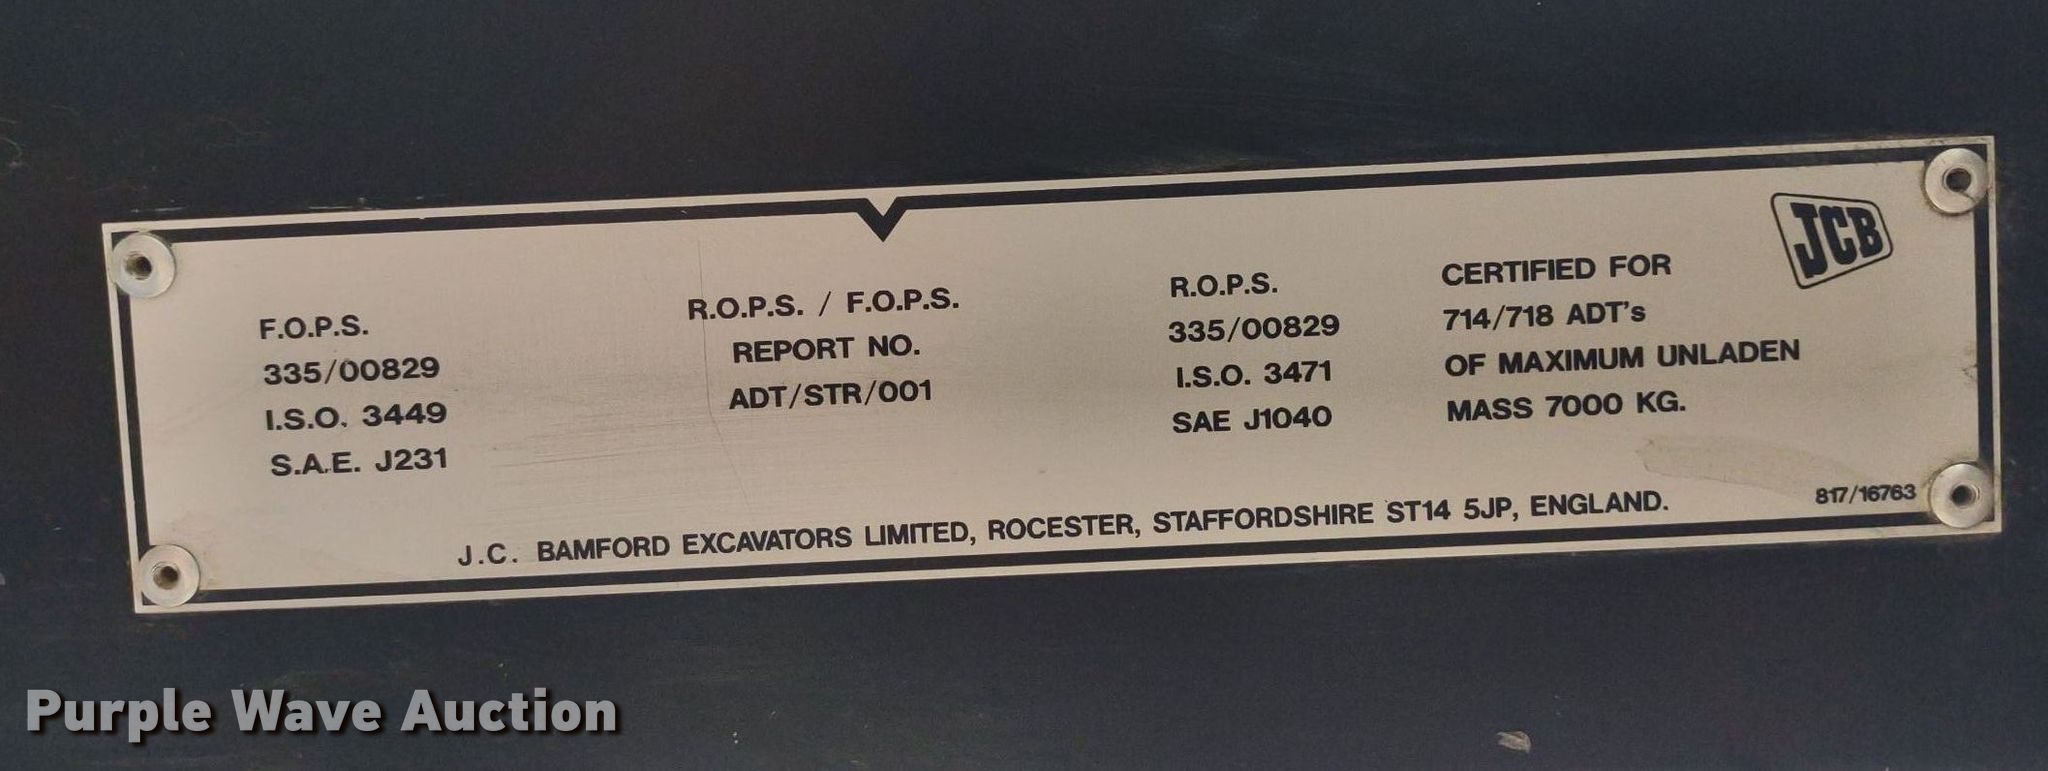 JCB
F.O.P.S.
335/00829
I.S.O. 3449
S.A.E. J231
R.O.P.S. / F.O.P.S.
REPORT NO.
ADT/STR/001
R.O.P.S.
335/00829
I.S.O. 3471
SAE J1040
CERTIFIED FOR
714/718 ADT's
OF MAXIMUM UNLADEN
MASS 7000 KG.
J.C. BAMFORD EXCAVATORS LIMITED, ROCESTER, STAFFORDSHIRE ST14 5JP, ENGLAND.
817/16763
Purple Wave Auction